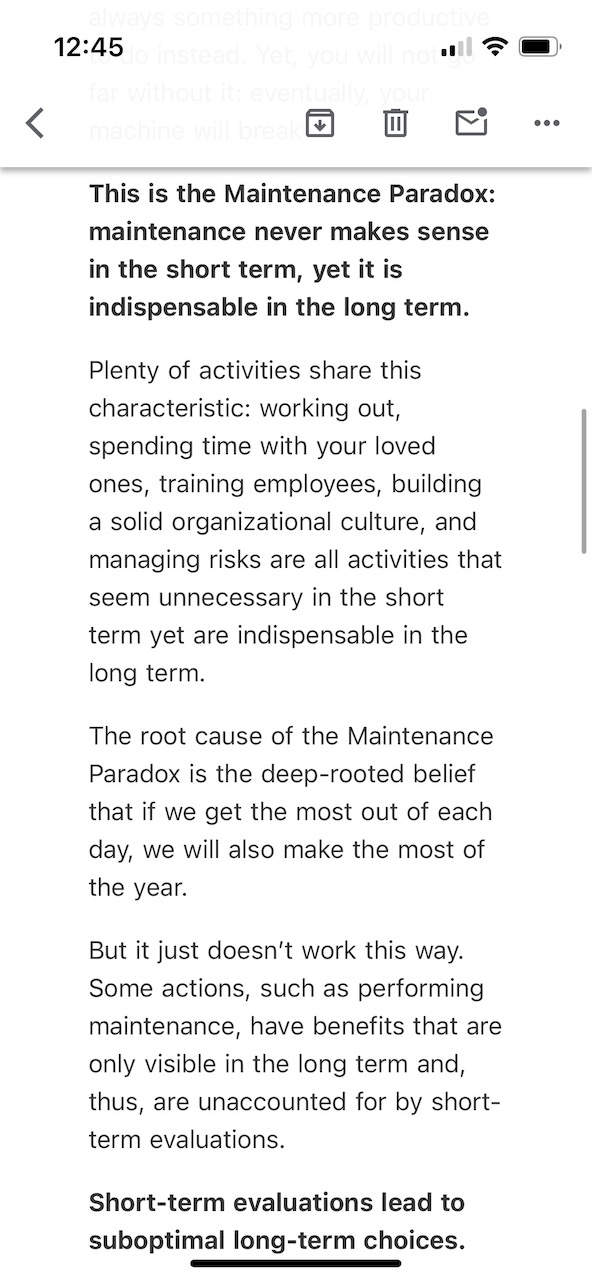 always something more productive
12:45
to do instead. Yet, you will not go
far without it: eventually, your
machine will break
This is the Maintenance Paradox:
maintenance never makes sense
in the short term, yet it is
indispensable in the long term.
Plenty of activities share this
characteristic: working out,
spending time with your loved
ones, training employees, building
a solid organizational culture, and
managing risks are all activities that
seem unnecessary in the short
term yet are indispensable in the
long term.
The root cause of the Maintenance
Paradox is the deep-rooted belief
that if we get the most out of each
day, we will also make the most of
the year.
But it just doesn’t work this way.
Some actions, such as performing
maintenance, have benefits that are
only visible in the long term and,
thus, are unaccounted for by short-
term evaluations.
Short-term evaluations lead to
suboptimal long-term choices.